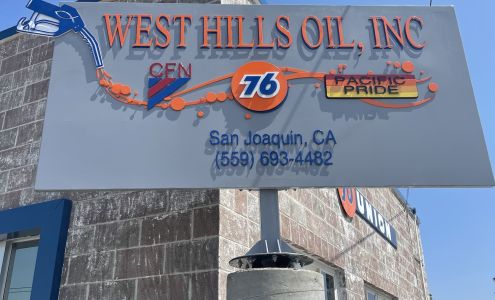 WEST HILLS OIL, INC
CFN
76
PACIFIC
PRIDE
San Joaquin, CA
(559) 693-4482
UNION